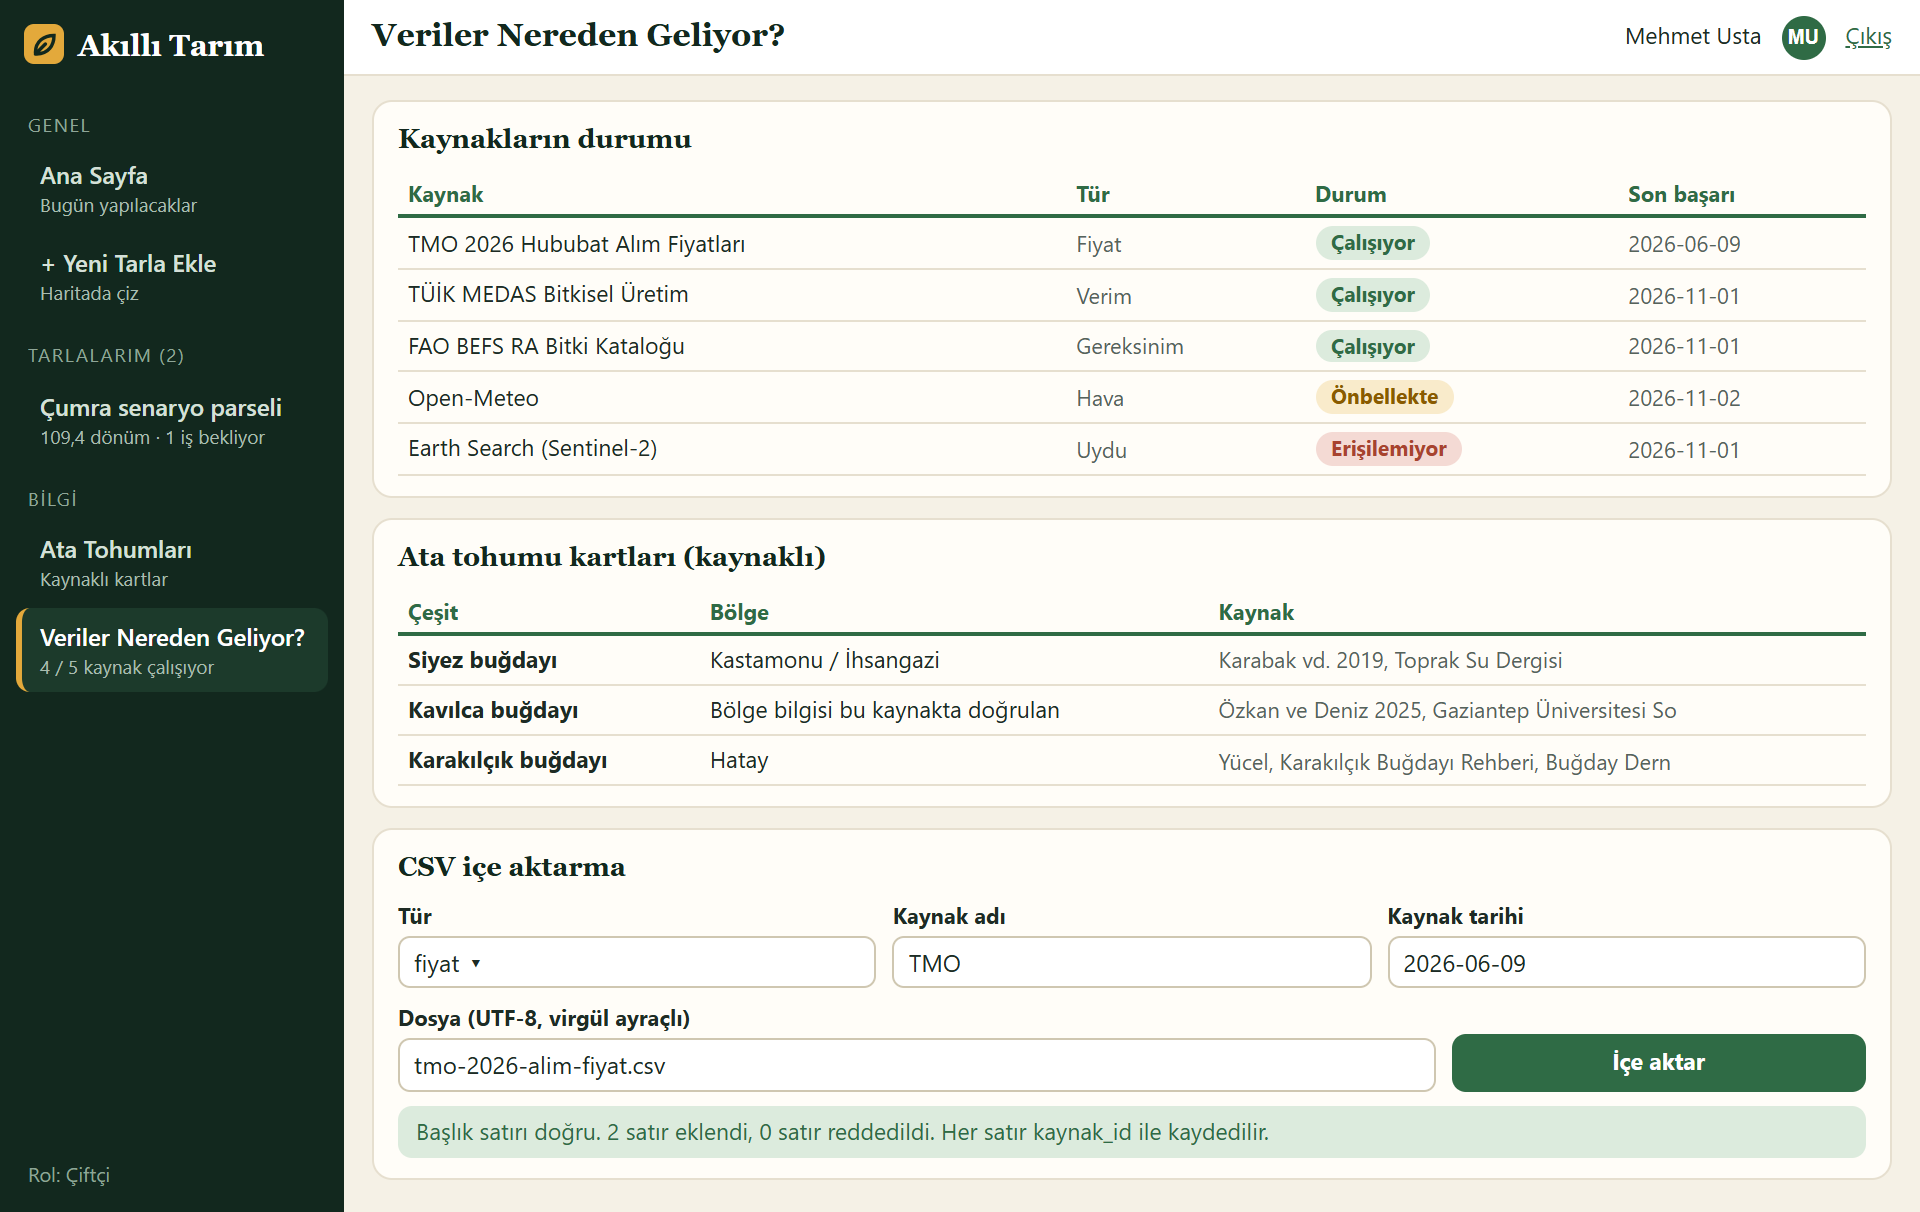 Akıllı Tarım
GENEL
Ana Sayfa
Bugün yapılacaklar
+ Yeni Tarla Ekle
Haritada çiz
TARLALARIM (2)
Çumra senaryo parseli
109,4 dönüm · 1 iş bekliyor
BİLGİ
Ata Tohumları
Kaynaklı kartlar
Veriler Nereden Geliyor?
4 / 5 kaynak çalışıyor
Rol: Çiftçi
Veriler Nereden Geliyor?
Mehmet Usta MU Çıkış
Kaynakların durumu
Kaynak Tür Durum Son başarı
TMO 2026 Hububat Alım Fiyatları Fiyat Çalışıyor 2026-06-09
TÜİK MEDAS Bitkisel Üretim Verim Çalışıyor 2026-11-01
FAO BEFS RA Bitki Kataloğu Gereksinim Çalışıyor 2026-11-01
Open-Meteo Hava Önbellekte 2026-11-02
Earth Search (Sentinel-2) Uydu Erişilemiyor 2026-11-01
Ata tohumu kartları (kaynaklı)
Çeşit Bölge Kaynak
Siyez buğdayı Kastamonu / İhsangazi Karabak vd. 2019, Toprak Su Dergisi
Kavılca buğdayı Bölge bilgisi bu kaynakta doğrulan Özkan ve Deniz 2025, Gaziantep Üniversitesi So
Karakılçık buğdayı Hatay Yücel, Karakılçık Buğdayı Rehberi, Buğday Dern
CSV içe aktarma
Tür Kaynak adı Kaynak tarihi
fiyat ▾ TMO 2026-06-09
Dosya (UTF-8, virgül ayraçlı)
tmo-2026-alim-fiyat.csv İçe aktar
Başlık satırı doğru. 2 satır eklendi, 0 satır reddedildi. Her satır kaynak_id ile kaydedilir.